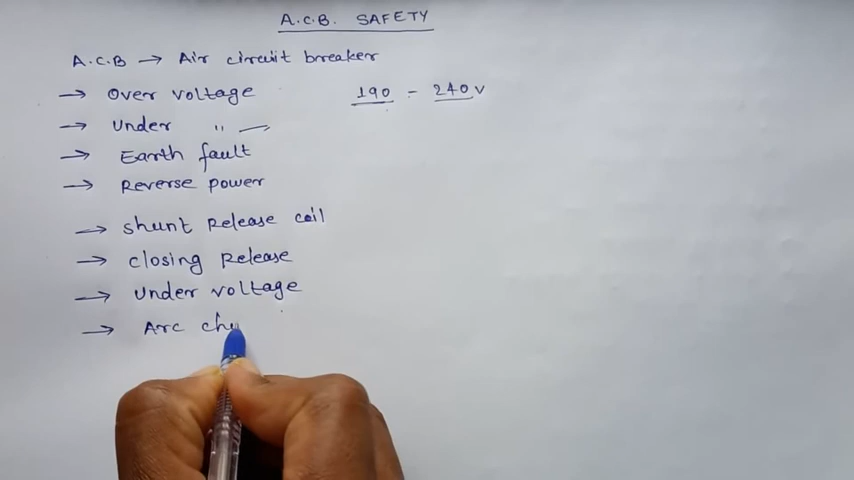 A.C.B. SAFETY
A.C.B → Air circuit breaker
→ Over voltage 190 - 240v
→ Under " —
→ Earth fault
→ Reverse power
→ Shunt Release coil
→ closing Release
→ Under voltage
→ Arc chu